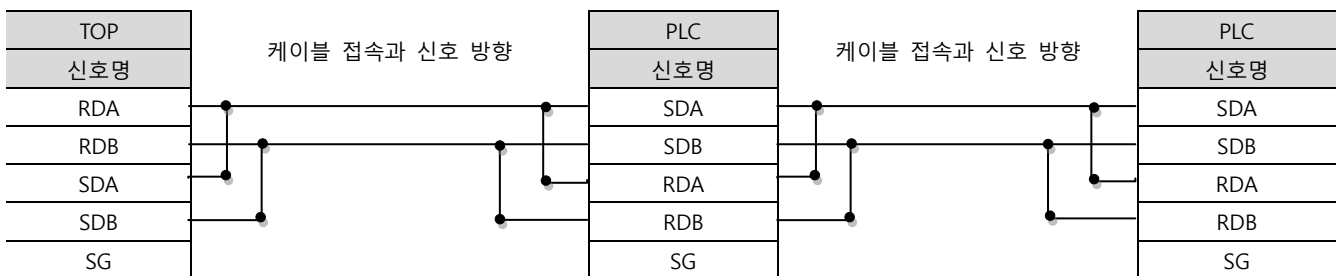 TOP 케이블 접속과 신호 방향 PLC 케이블 접속과 신호 방향 PLC
신호명 신호명 신호명
RDA SDA SDA
RDB SDB SDB
SDA RDA RDA
SDB RDB RDB
SG SG SG